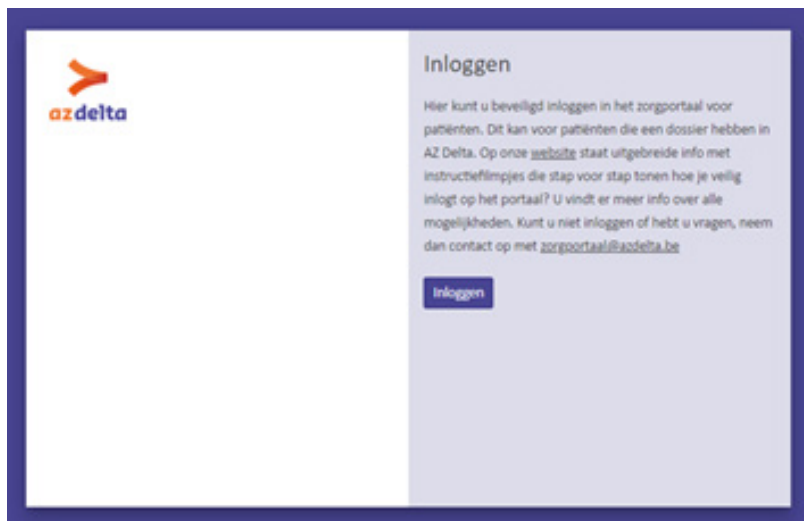 azdelta
Inloggen
Hier kunt u beveiligd inloggen in het zorgportaal voor
patiënten. Dit kan voor patiënten die een dossier hebben in
AZ Delta. Op onze website staat uitgebreide info met
instructiefilmpjes die stap voor stap tonen hoe je veilig
inlogt op het portaal? U vindt er meer info over alle
mogelijkheden. Kunt u niet inloggen of hebt u vragen, neem
dan contact op met zorgportaal@azdelta.be
Inloggen